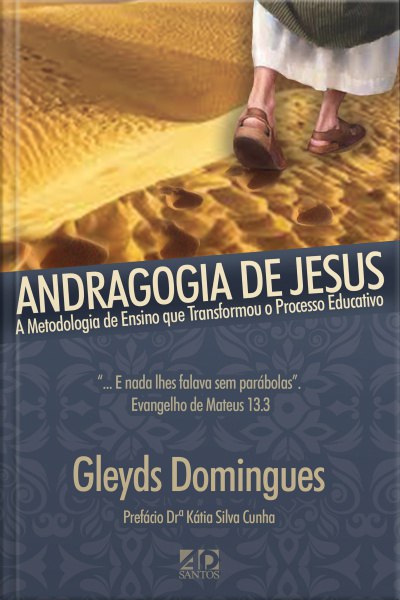 ANDRAGOGIA DE JESUS
A Metodologia de Ensino que Transformou o Processo Educativo
“... E nada lhes falava sem parábolas”.
Evangelho de Mateus 13.3
Gleyds Domingues
Prefácio Drª Kátia Silva Cunha
AD
SANTOS